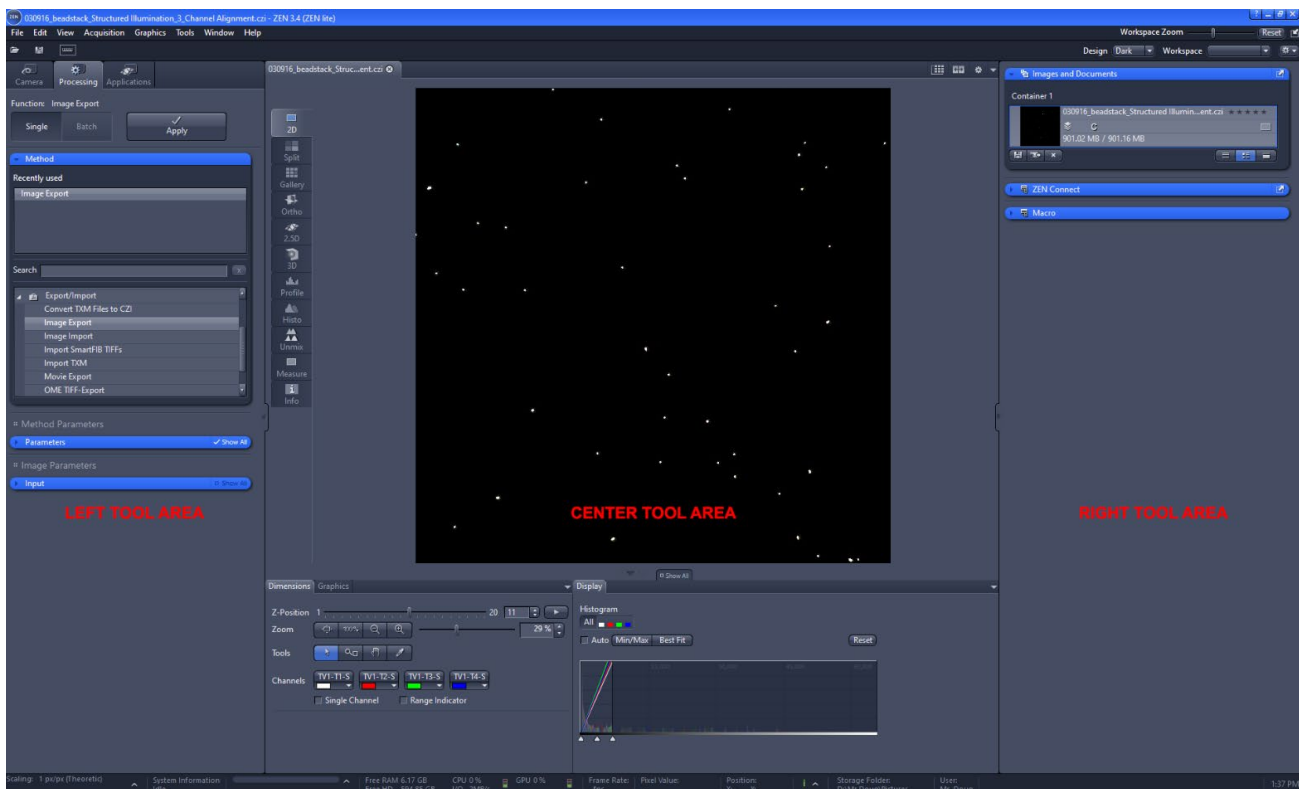 030916_beadstack_Structured Illumination_3_Channel Alignment.czi - ZEN 3.4 (ZEN lite)
File Edit View Acquisition Graphics Tools Window Help
Workspace Zoom Reset
Design Dark Workspace
Camera Processing Applications
Function: Image Export
Single Batch Apply
Method
Recently used
Image Export
Search
Export/Import
Convert TXM Files to CZI
Image Export
Image Import
Import SmartFIB TIFFs
Import TXM
Movie Export
OME TIFF-Export
Method Parameters
Parameters Show All
Image Parameters
Input Show All
LEFT TOOL AREA
030916_beadstack_Struc...ent.czi
2D
Split
Gallery
Ortho
2.5D
3D
Profile
Histo
Unmix
Measure
Info
CENTER TOOL AREA
Show All
Dimensions Graphics
Z-Position 1 20 11
Zoom 100% 29 %
Tools
Channels TV1-T1-S TV1-T2-S TV1-T3-S TV1-T4-S
Single Channel Range Indicator
Display
Histogram
All
Auto Min/Max Best Fit Reset
Images and Documents
Container 1
030916_beadstack_Structured Illumin...ent.czi
901.02 MB / 901.16 MB
ZEN Connect
Macro
RIGHT TOOL AREA
Scaling: 1 px/px (Theoretic) System Information: Free RAM 6.17 GB CPU 0 % GPU 0 % Frame Rate: Pixel Value: Position: Storage Folder: User: 1:37 PM